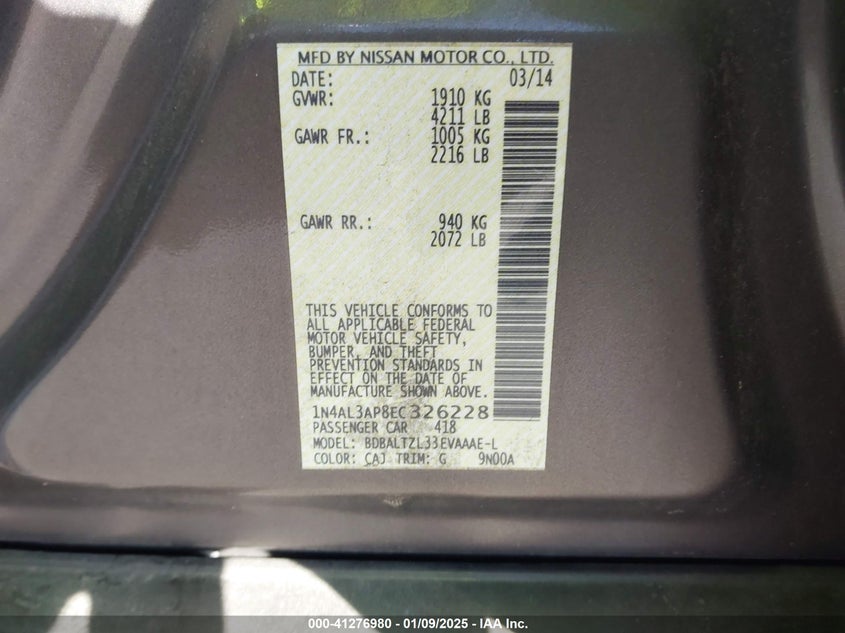 MFD BY NISSAN MOTOR CO., LTD.
DATE: 03/14
GVWR: 1910 KG
4211 LB
GAWR FR.: 1005 KG
2216 LB
GAWR RR.: 940 KG
2072 LB
THIS VEHICLE CONFORMS TO
ALL APPLICABLE FEDERAL
MOTOR VEHICLE SAFETY,
BUMPER, AND THEFT
PREVENTION STANDARDS IN
EFFECT ON THE DATE OF
MANUFACTURE SHOWN ABOVE.
1N4AL3AP8EC326228
PASSENGER CAR 418
MODEL: BDBALTZL33EVAAAE-L
COLOR: CAJ TRIM: G 9N00A
000-41276980 - 01/09/2025 - IAA Inc.